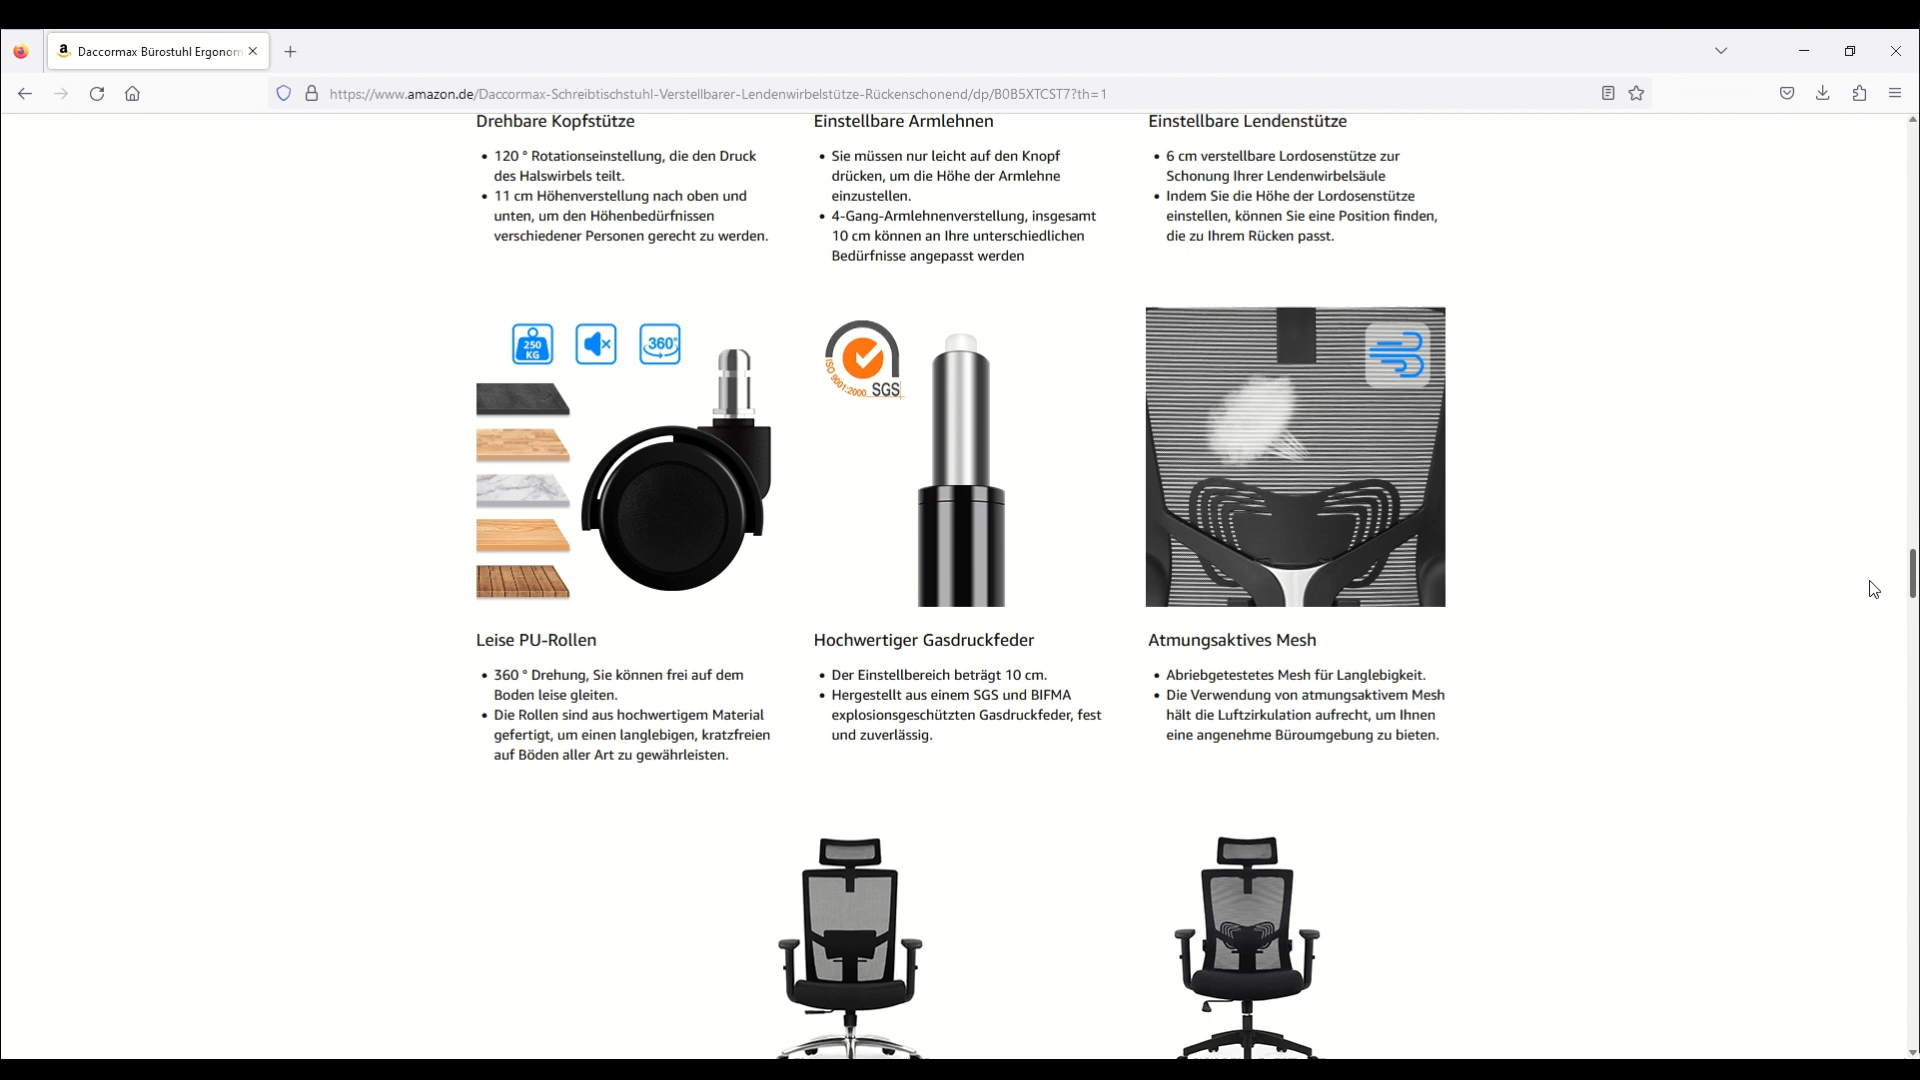 Daccormax Bürostuhl Ergonom
https://www.amazon.de/Daccormax-Schreibtischstuhl-Verstellbarer-Lendenwirbelstütze-Rückenschonend/dp/B0B5XTCST7?th=1
Drehbare Kopfstütze
120 ° Rotationseinstellung, die den Druck
des Halswirbels teilt.
11 cm Höhenverstellung nach oben und
unten, um den Höhenbedürfnissen
verschiedener Personen gerecht zu werden.
Einstellbare Armlehnen
Sie müssen nur leicht auf den Knopf
drücken, um die Höhe der Armlehne
einzustellen.
4-Gang-Armlehnenverstellung, insgesamt
10 cm können an Ihre unterschiedlichen
Bedürfnisse angepasst werden
Einstellbare Lendenstütze
6 cm verstellbare Lordosenstütze zur
Schonung Ihrer Lendenwirbelsäule
Indem Sie die Höhe der Lordosenstütze
einstellen, können Sie eine Position finden,
die zu Ihrem Rücken passt.
250
KG
360°
ISO 9001:2000
SGS
Leise PU-Rollen
360 ° Drehung, Sie können frei auf dem
Boden leise gleiten.
Die Rollen sind aus hochwertigem Material
gefertigt, um einen langlebigen, kratzfreien
auf Böden aller Art zu gewährleisten.
Hochwertiger Gasdruckfeder
Der Einstellbereich beträgt 10 cm.
Hergestellt aus einem SGS und BIFMA
explosionsgeschützten Gasdruckfeder, fest
und zuverlässig.
Atmungsaktives Mesh
Abriebgetestetes Mesh für Langlebigkeit.
Die Verwendung von atmungsaktivem Mesh
hält die Luftzirkulation aufrecht, um Ihnen
eine angenehme Büroumgebung zu bieten.